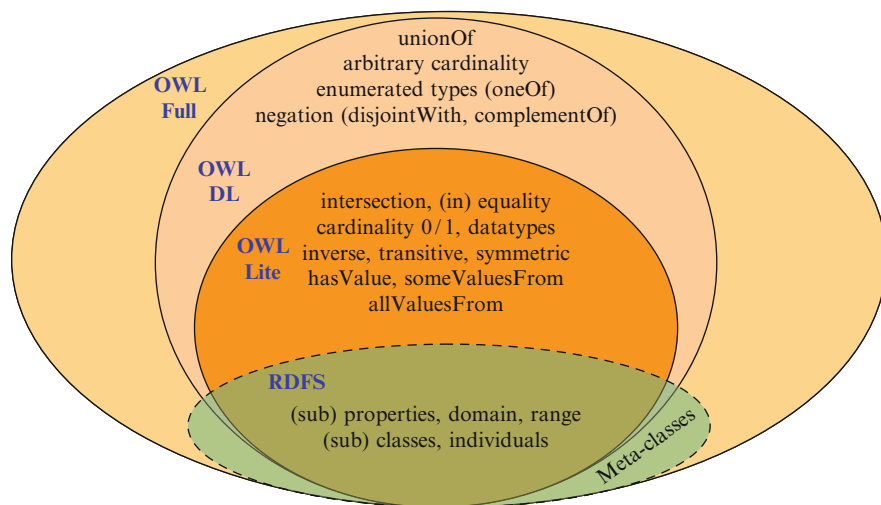 unionOf
arbitrary cardinality
enumerated types (oneOf)
negation (disjointWith, complementOf)
OWL
Full
OWL
DL
intersection, (in) equality
cardinality 0/1, datatypes
inverse, transitive, symmetric
hasValue, someValuesFrom
allValuesFrom
OWL
Lite
RDFS
(sub) properties, domain, range
(sub) classes, individuals
Meta-classes